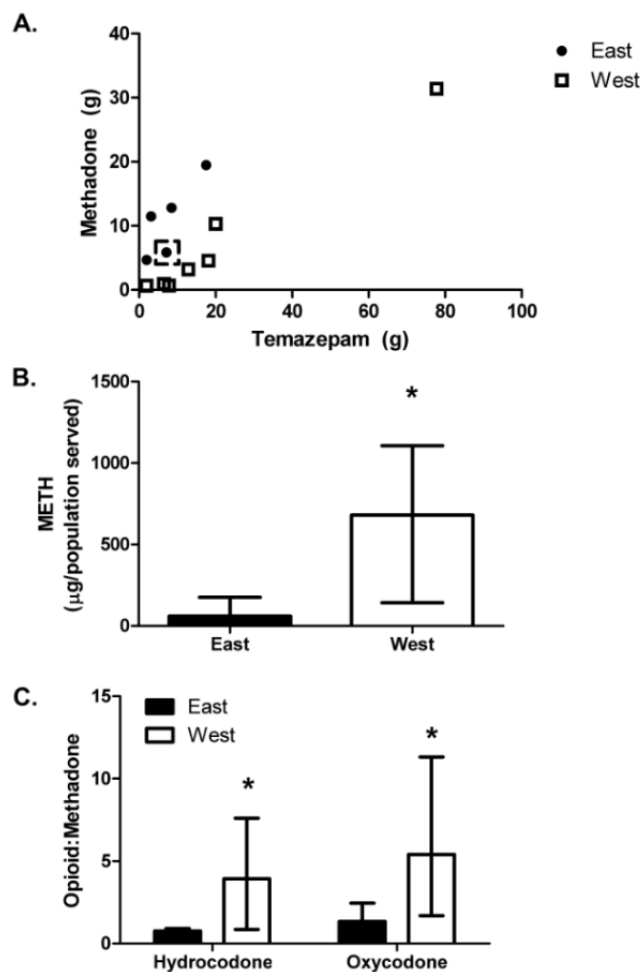 A.
40
30
20
10
0
Methadone (g)
0 20 40 60 80 100
Temazepam (g)
East
West
B.
1500
1000
500
0
METH
(µg/population served)
*
East West
C.
15
10
5
0
Opioid:Methadone
East
West
*
*
Hydrocodone Oxycodone